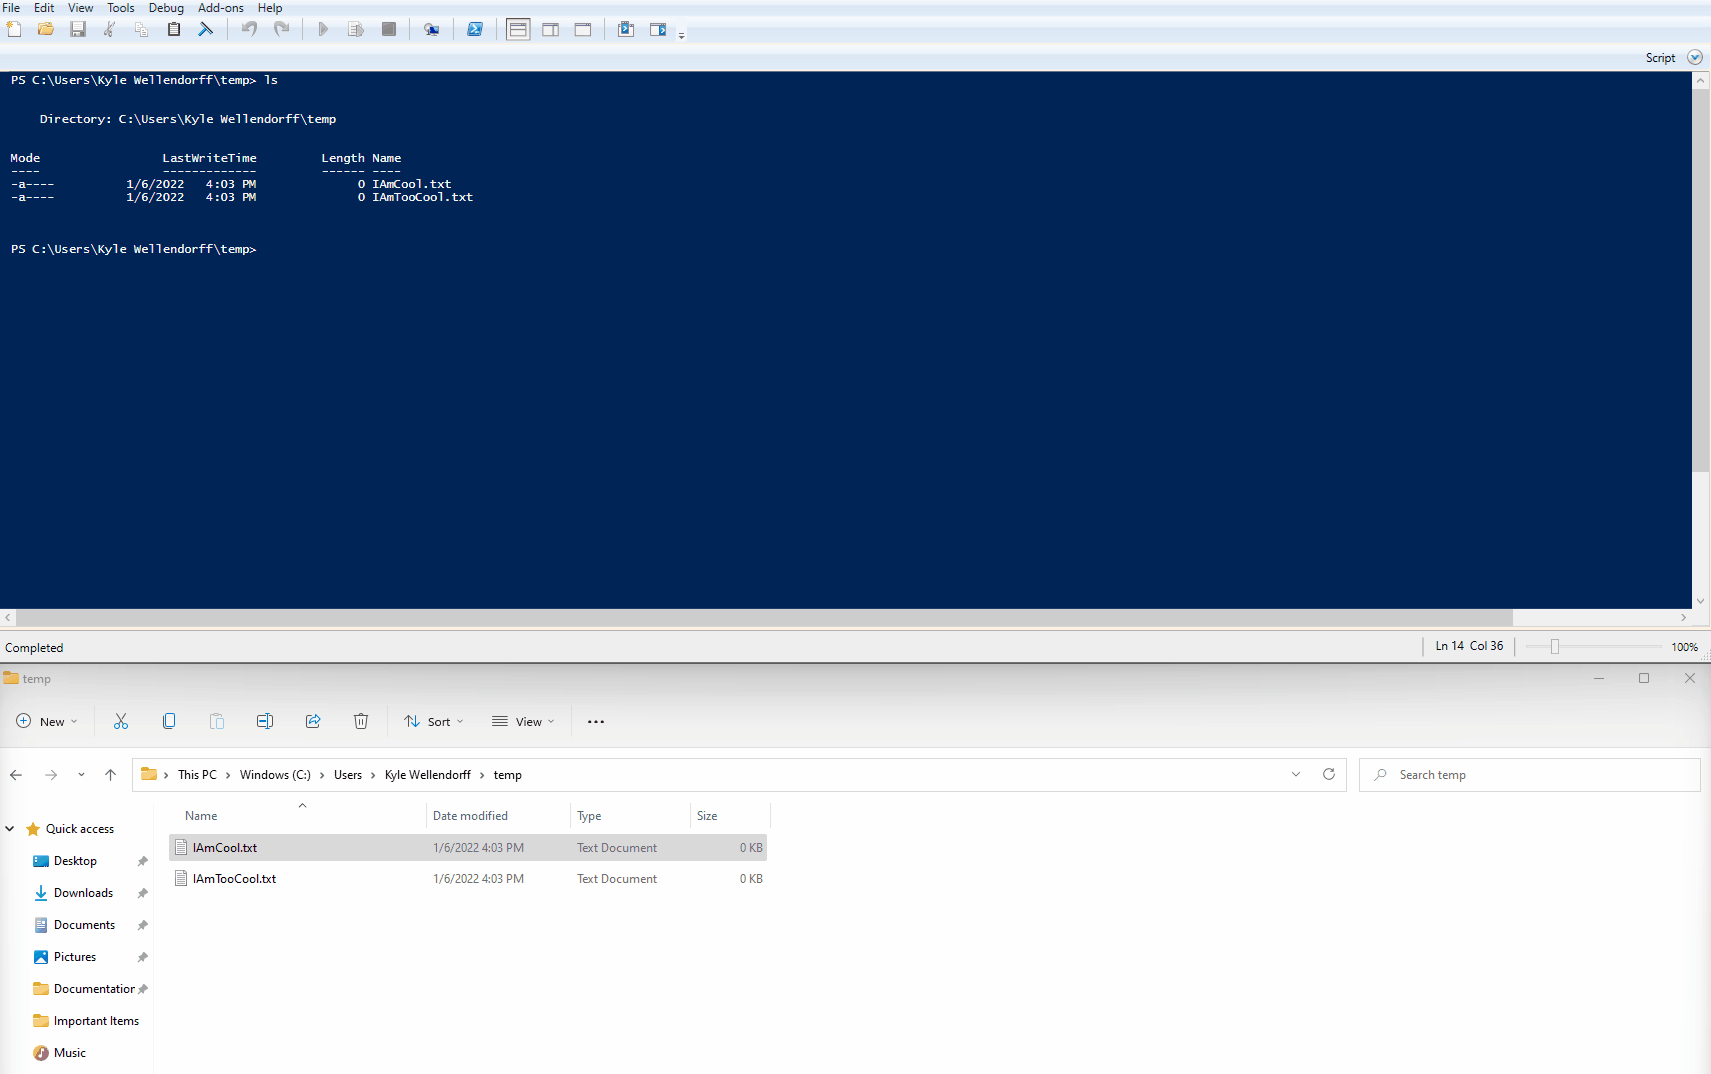 File Edit View Tools Debug Add-ons Help
Script
PS C:\Users\Kyle Wellendorff\temp> ls
Directory: C:\Users\Kyle Wellendorff\temp
Mode LastWriteTime Length Name
---- ------------- ------ ----
-a---- 1/6/2022 4:03 PM 0 IAmCool.txt
-a---- 1/6/2022 4:03 PM 0 IAmTooCool.txt
PS C:\Users\Kyle Wellendorff\temp>
Completed
Ln 14 Col 36
100%
temp
New Sort View
This PC > Windows (C:) > Users > Kyle Wellendorff > temp
Search temp
Name Date modified Type Size
Quick access
Desktop
Downloads
Documents
Pictures
Documentation
Important Items
Music
IAmCool.txt 1/6/2022 4:03 PM Text Document 0 KB
IAmTooCool.txt 1/6/2022 4:03 PM Text Document 0 KB